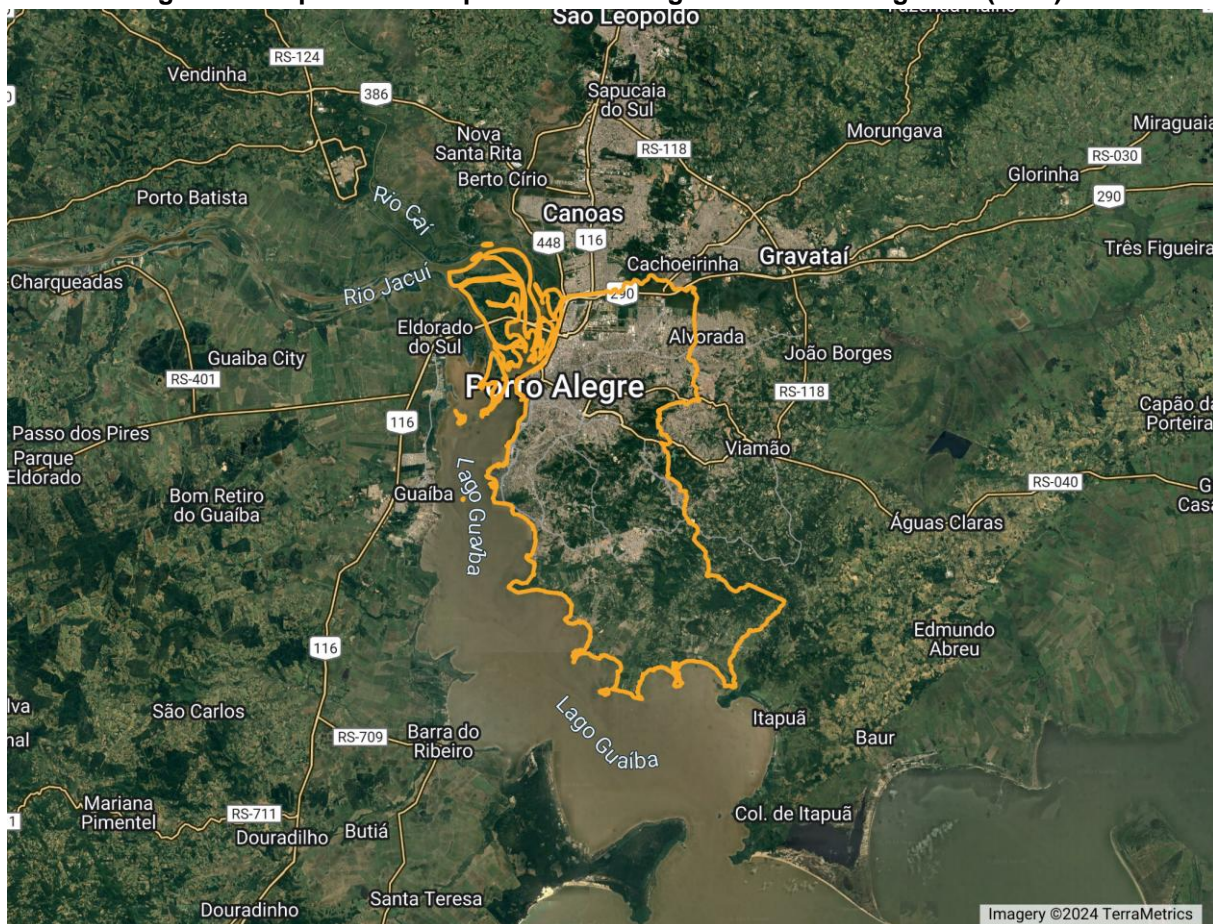 São Leopoldo
RS-124
Vendinha
386
Sapucaia
do Sul
Nova
Santa Rita
Morungava
Miraguaia
RS-118
RS-030
Berto Círio
Glorinha
Porto Batista
290
Rio Caí
Canoas
448
116
Gravataí
Cachoeirinha
Três Figueira
Charqueadas
Rio Jacuí
290
Eldorado
do Sul
Alvorada
Guaiba City
João Borges
RS-401
Porto Alegre
RS-118
116
Capão da
Porteira
Passo dos Pires
Viamão
Parque
Eldorado
Lago Guaíba
RS-040
Guaíba
Bom Retiro
do Guaíba
Águas Claras
Edmundo
Abreu
116
São Carlos
Itapuã
Lago Guaíba
RS-709
Barra do
Ribeiro
Baur
Mariana
Pimentel
RS-711
Butiá
Douradilho
Col. de Itapuã
Santa Teresa
Douradinho
Imagery ©2024 TerraMetrics